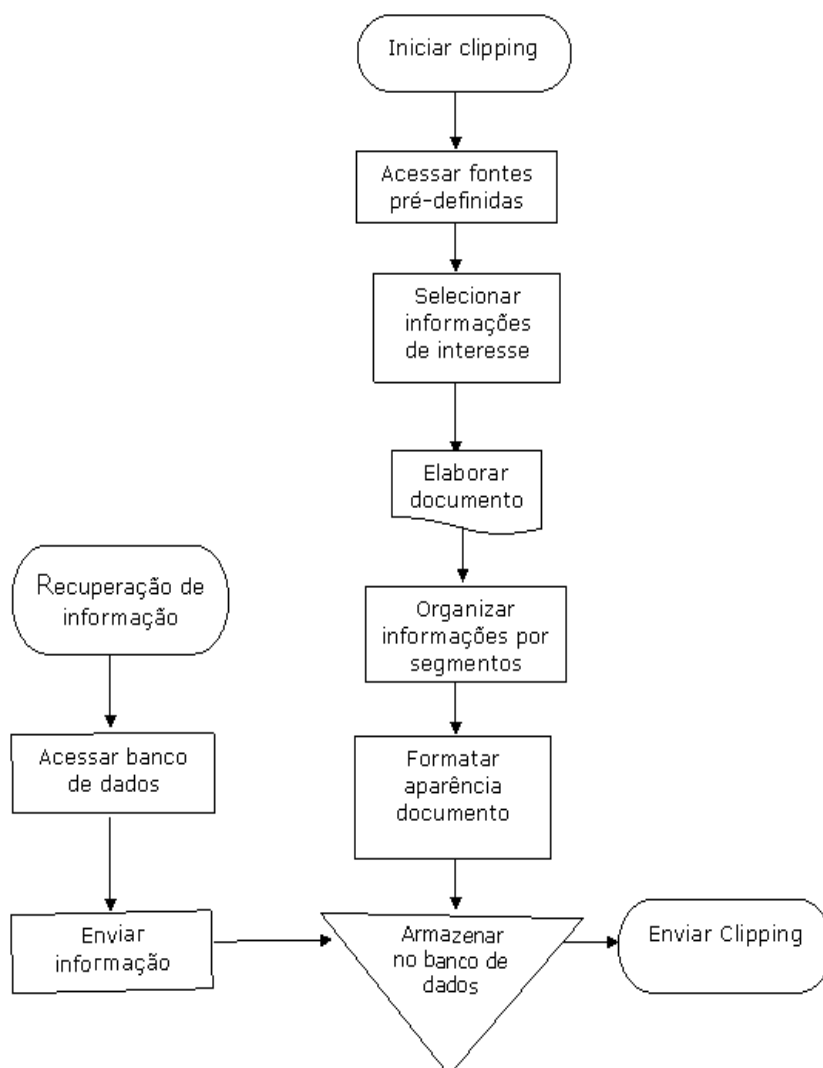 Iniciar clipping
Acessar fontes
pré-definidas
Selecionar
informações
de interesse
Elaborar
documento
Organizar
informações por
segmentos
Formatar
aparência
documento
Armazenar
no banco de
dados
Enviar Clipping
Recuperação de
informação
Acessar banco
de dados
Enviar
informação